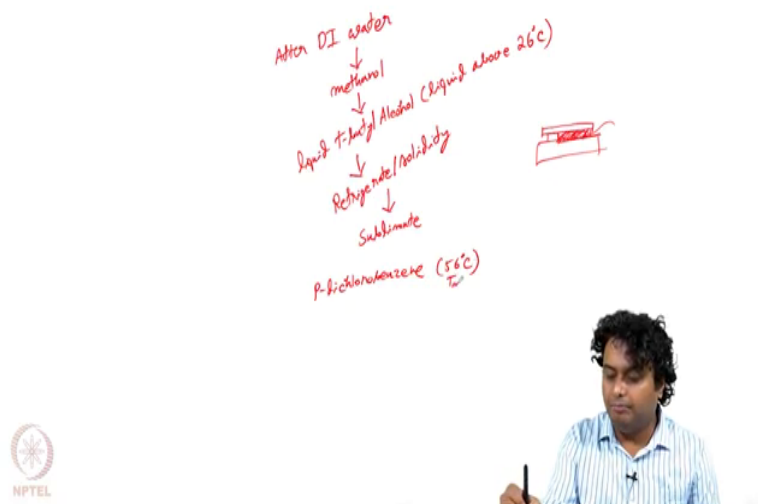 After DI water
↓
methanol
↓
liquid t-butyl Alcohol (liquid above 26°C)
↓
Refrigerate/solidify
↓
Sublimate
P-dichlorobenzene (56°C)
NPTEL